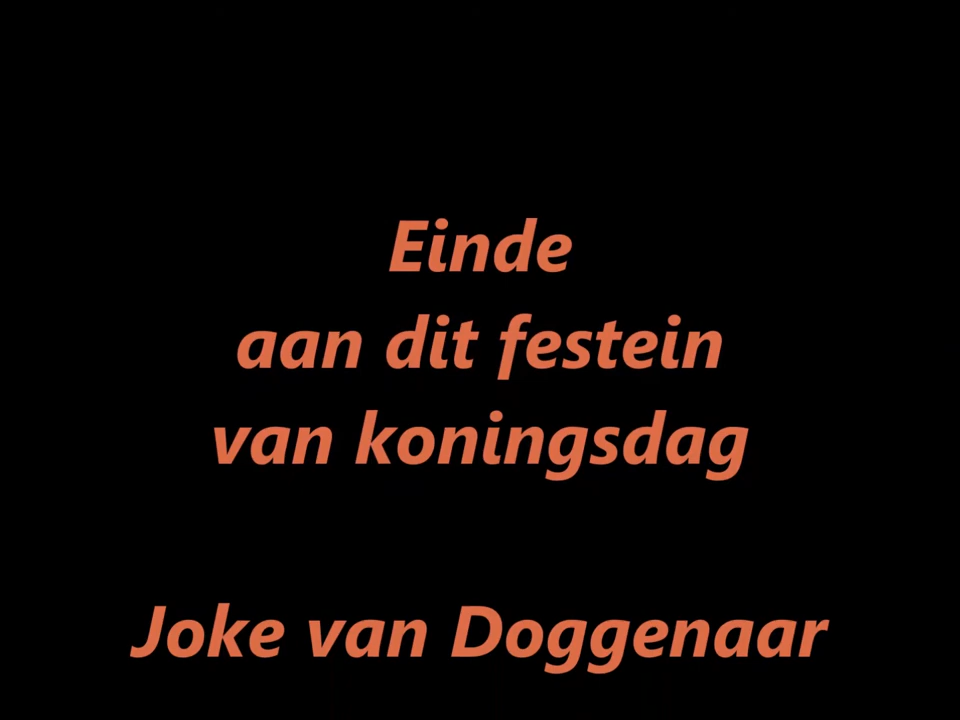 Einde
aan dit festein
van koningsdag
Joke van Doggenaar